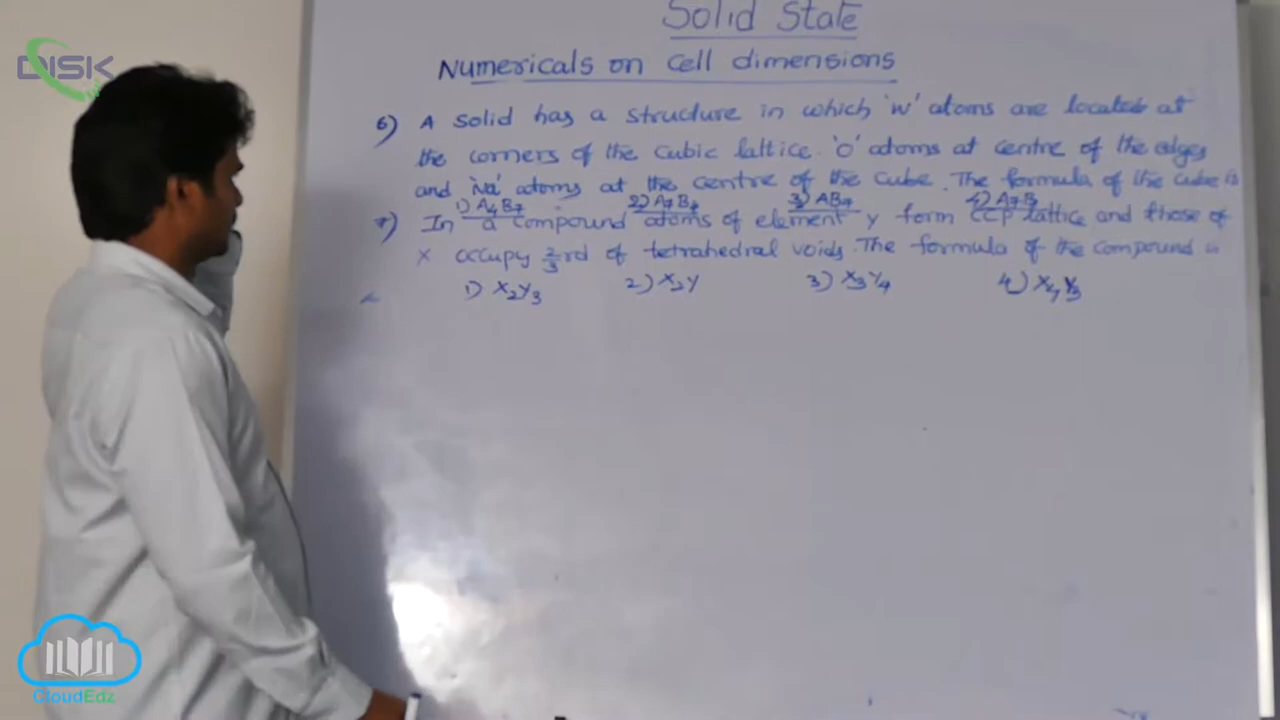 DISK
Solid State
Numericals on cell dimensions
6) A solid has a structure in which 'W' atoms are located at
the corners of the cubic lattice. 'O' atoms at centre of the edges
and 'Na' atoms at the centre of the cube. The formula of the cube is
1) A4B7 2) A7B8 3) AB7 4) A7B
7) In a compound atoms of element y form CCP lattice and those of
X occupy 2/3rd of tetrahedral voids. The formula of the compound is
1) X2Y3 2) X2Y 3) X3Y4 4) X4Y3
CloudEdz